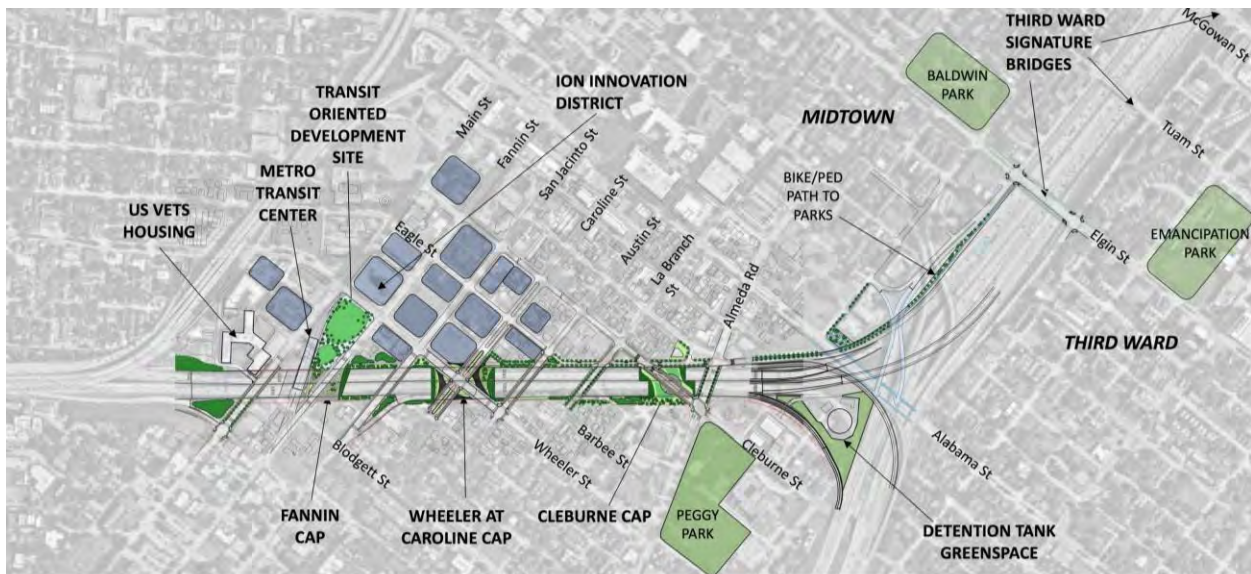 THIRD WARD
SIGNATURE
BRIDGES
McGowan St
BALDWIN
PARK
MIDTOWN
Tuam St
ION INNOVATION
DISTRICT
TRANSIT
ORIENTED
DEVELOPMENT
SITE
METRO
TRANSIT
CENTER
US VETS
HOUSING
Main St
Fannin St
San Jacinto St
Caroline St
Austin St
La Branch
St
Almeda Rd
Eagle St
BIKE/PED
PATH TO
PARKS
Elgin St
EMANCIPATION
PARK
THIRD WARD
Blodgett St
Wheeler St
Barbee St
Cleburne St
Alabama St
FANNIN
CAP
WHEELER AT
CAROLINE CAP
CLEBURNE CAP
PEGGY
PARK
DETENTION TANK
GREENSPACE